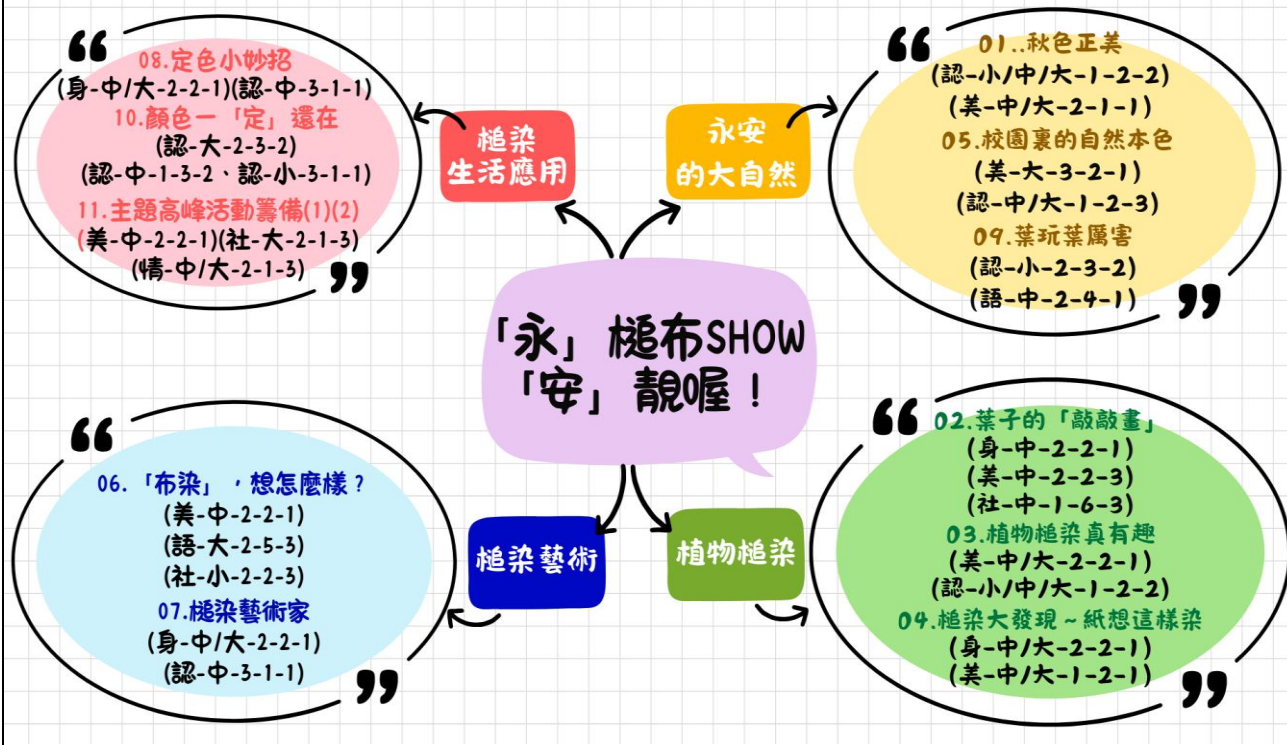 「永」槌布SHOW
「安」靚喔！
槌染
生活應用
08.定色小妙招
(身-中/大-2-2-1)(認-中-3-1-1)
10.顏色一「定」還在
(認-大-2-3-2)
(認-中-1-3-2、認-小-3-1-1)
11.主題高峰活動籌備(1)(2)
(美-中-2-2-1)(社-大-2-1-3)
(情-中/大-2-1-3)
永安
的大自然
01..秋色正美
(認-小/中/大-1-2-2)
(美-中/大-2-1-1)
05.校園裏的自然本色
(美-大-3-2-1)
(認-中/大-1-2-3)
09.葉玩葉厲害
(認-小-2-3-2)
(語-中-2-4-1)
槌染藝術
06.「布染」，想怎麼樣？
(美-中-2-2-1)
(語-大-2-5-3)
(社-小-2-2-3)
07.槌染藝術家
(身-中/大-2-2-1)
(認-中-3-1-1)
植物槌染
02.葉子的「敲敲畫」
(身-中-2-2-1)
(美-中-2-2-3)
(社-中-1-6-3)
03.植物槌染真有趣
(美-中/大-2-2-1)
(認-小/中/大-1-2-2)
04.槌染大發現~紙想這樣染
(身-中/大-2-2-1)
(美-中/大-1-2-1)